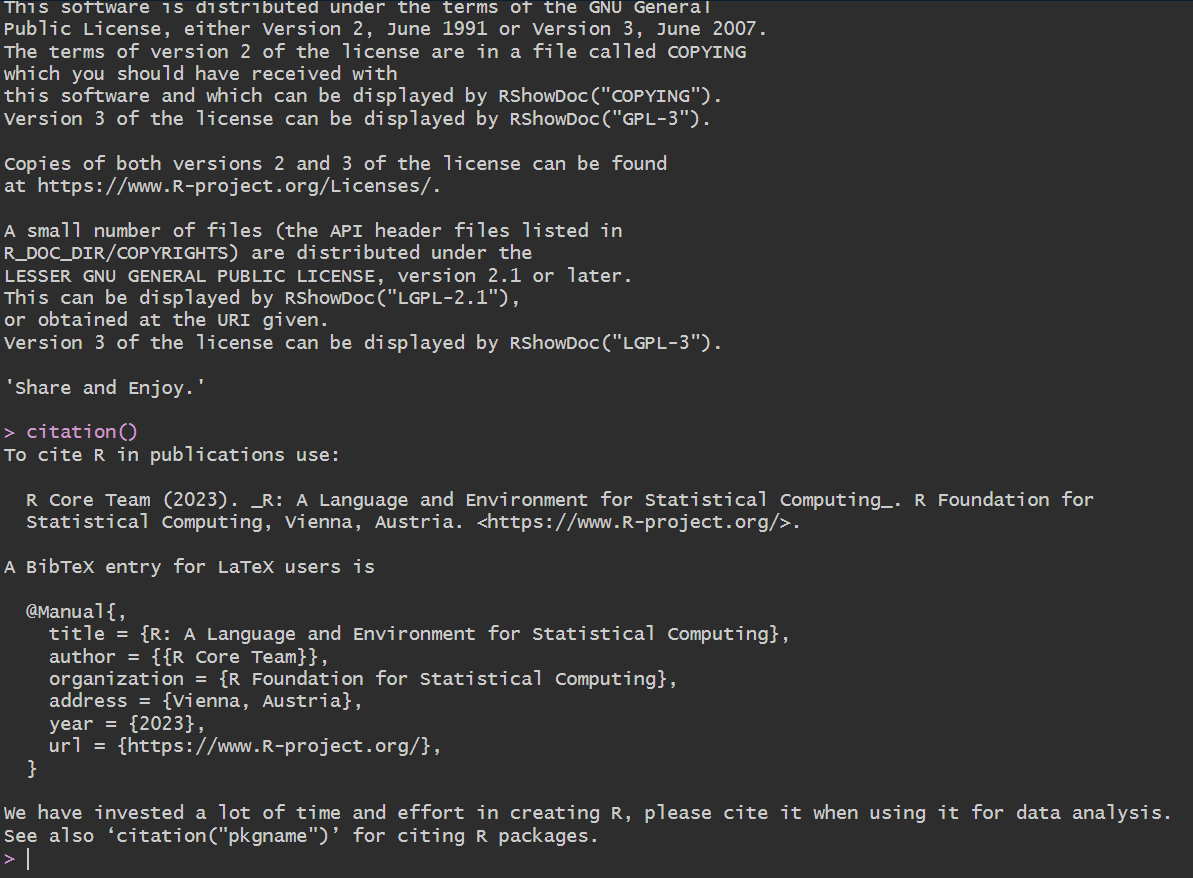 This software is distributed under the terms of the GNU General
Public License, either Version 2, June 1991 or Version 3, June 2007.
The terms of version 2 of the license are in a file called COPYING
which you should have received with
this software and which can be displayed by RShowDoc("COPYING").
Version 3 of the license can be displayed by RShowDoc("GPL-3").

Copies of both versions 2 and 3 of the license can be found
at https://www.R-project.org/Licenses/.

A small number of files (the API header files listed in
R_DOC_DIR/COPYRIGHTS) are distributed under the
LESSER GNU GENERAL PUBLIC LICENSE, version 2.1 or later.
This can be displayed by RShowDoc("LGPL-2.1"),
or obtained at the URI given.
Version 3 of the license can be displayed by RShowDoc("LGPL-3").

'Share and Enjoy.'

> citation()
To cite R in publications use:

  R Core Team (2023). _R: A Language and Environment for Statistical Computing_. R Foundation for
  Statistical Computing, Vienna, Austria. <https://www.R-project.org/>.

A BibTeX entry for LaTeX users is

  @Manual{,
    title = {R: A Language and Environment for Statistical Computing},
    author = {{R Core Team}},
    organization = {R Foundation for Statistical Computing},
    address = {Vienna, Austria},
    year = {2023},
    url = {https://www.R-project.org/},
  }

We have invested a lot of time and effort in creating R, please cite it when using it for data analysis.
See also ‘citation("pkgname")’ for citing R packages.
>